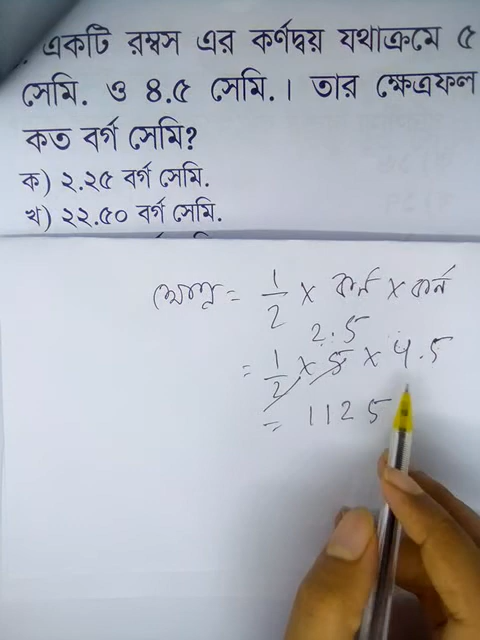 একটি রম্বস এর কর্ণদ্বয় যথাক্রমে ৫
সেমি. ও ৪.৫ সেমি.। তার ক্ষেত্রফল
কত বর্গ সেমি?
ক) ২.২৫ বর্গ সেমি.
খ) ২২.৫০ বর্গ সেমি.
= 1/2 × কর্ন × কর্ন
2.5
= 1/2 × 5 × 4.5
= 1125